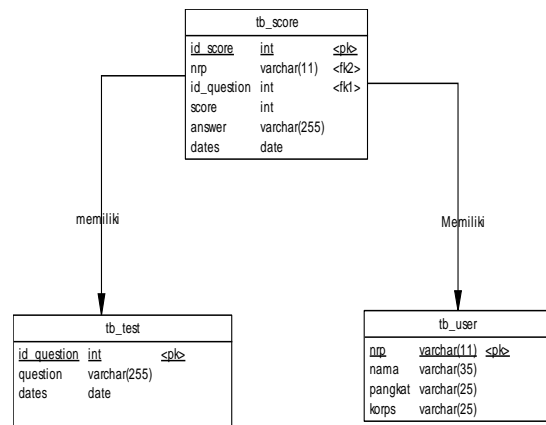 tb_score
id_score int <pk>
nrp varchar(11) <fk2>
id_question int <fk1>
score int
answer varchar(255)
dates date
memiliki
Memiliki
tb_test
id_question int <pk>
question varchar(255)
dates date
tb_user
nrp varchar(11) <pk>
nama varchar(35)
pangkat varchar(25)
korps varchar(25)